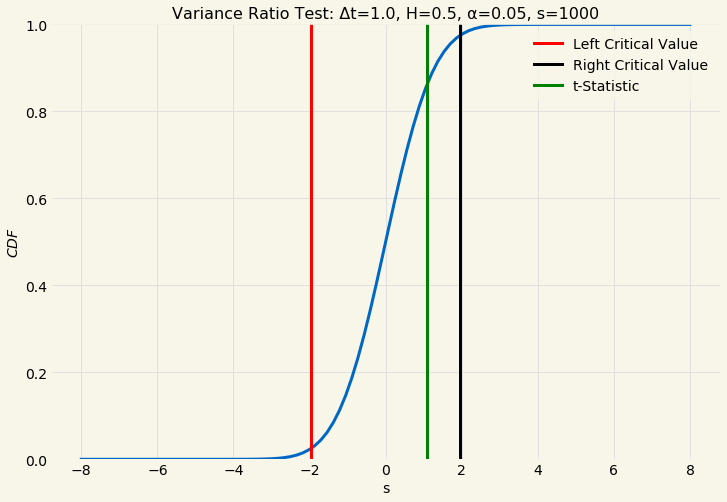 Variance Ratio Test: Δt=1.0, H=0.5, α=0.05, s=1000
Left Critical Value
Right Critical Value
t-Statistic
CDF
1.0
0.8
0.6
0.4
0.2
0.0
−8 −6 −4 −2 0 2 4 6 8
s